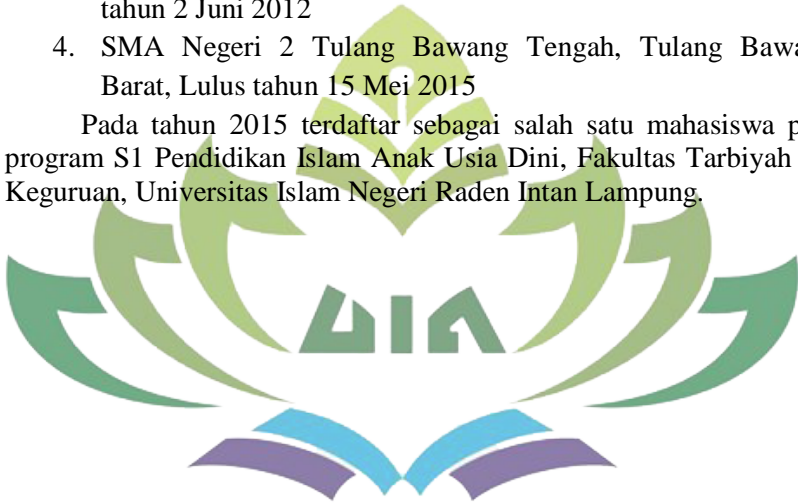 tahun 2 Juni 2012
4. SMA Negeri 2 Tulang Bawang Tengah, Tulang Bawa
Barat, Lulus tahun 15 Mei 2015
Pada tahun 2015 terdaftar sebagai salah satu mahasiswa p
program S1 Pendidikan Islam Anak Usia Dini, Fakultas Tarbiyah
Keguruan, Universitas Islam Negeri Raden Intan Lampung.
UIN